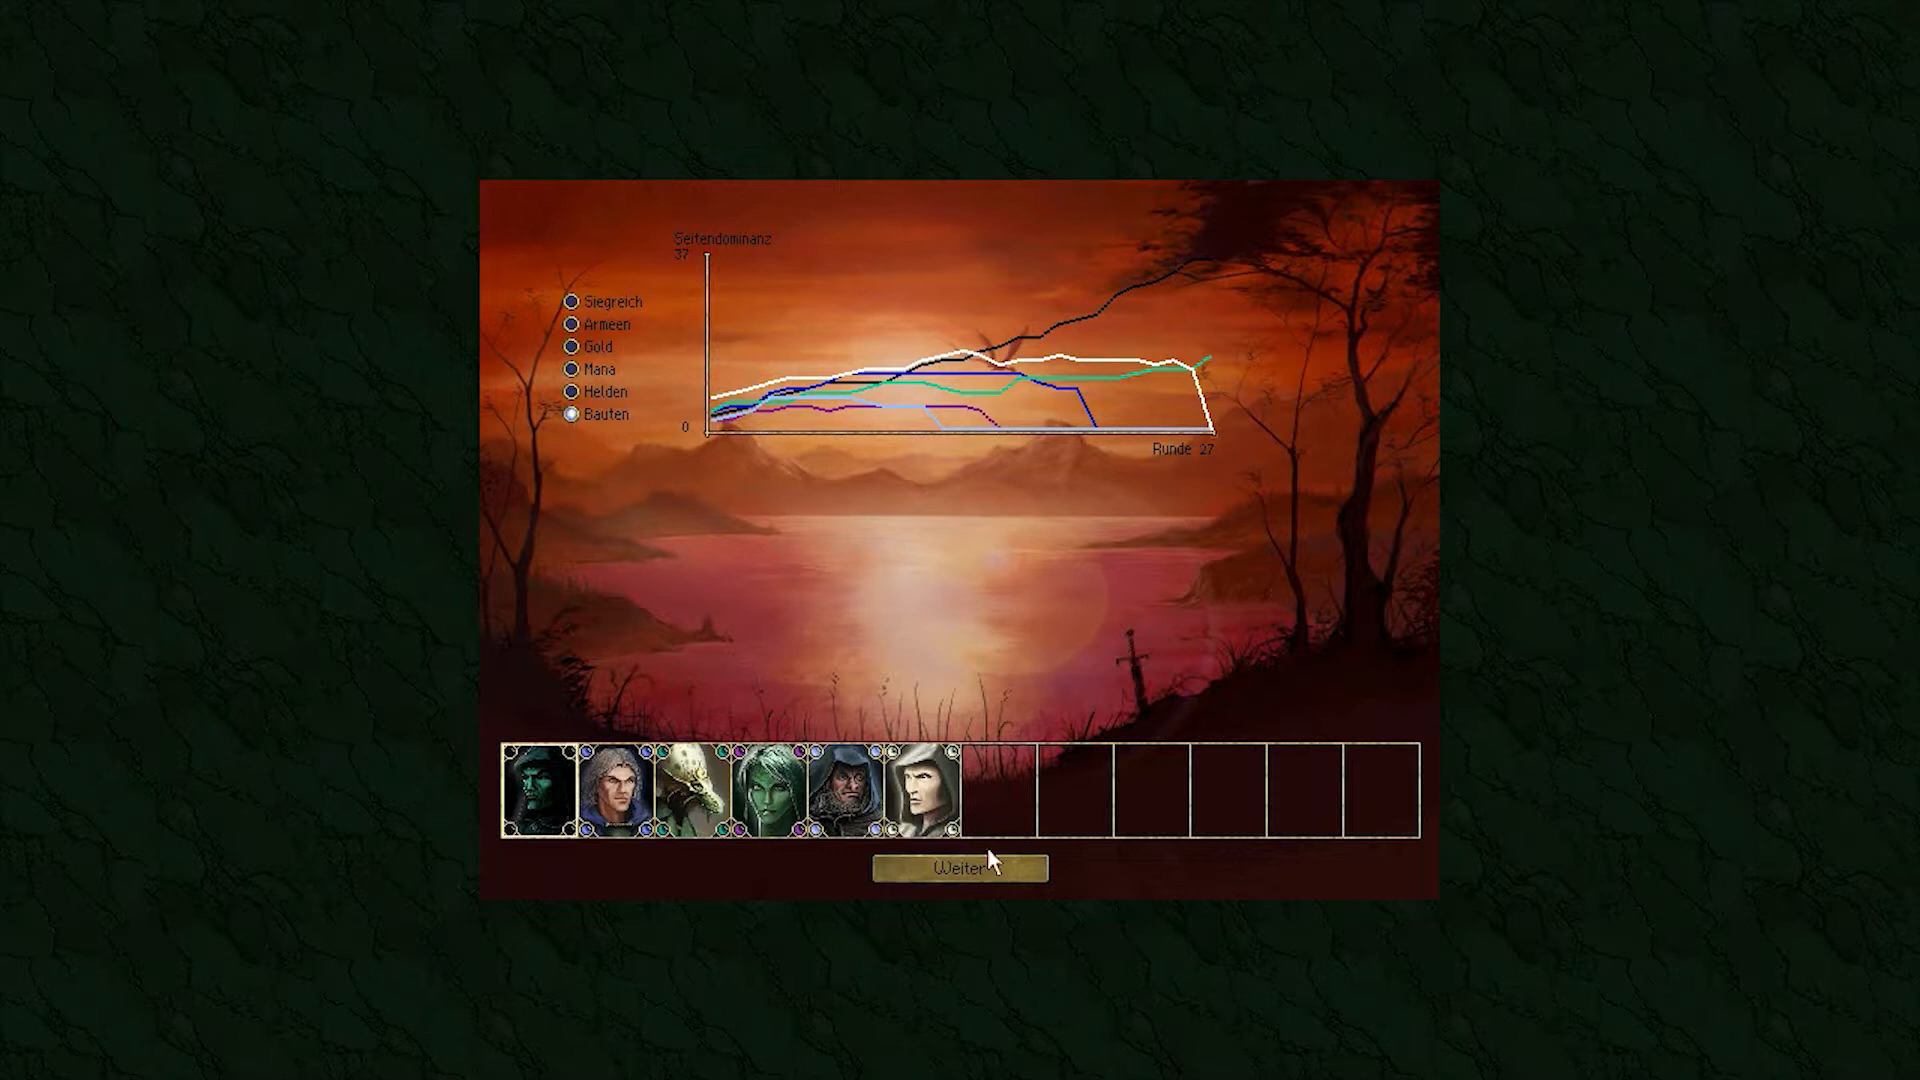 Seitendominanz
37
Siegreich
Armeen
Gold
Mana
Helden
Bauten
0
Runde 27
Weiter